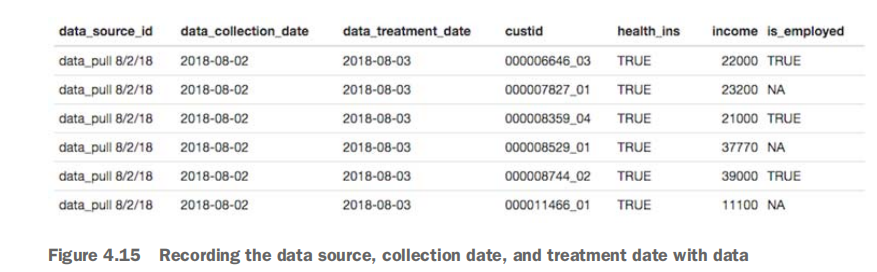 data_source_id data_collection_date data_treatment_date custid health_ins income is_employed
data_pull 8/2/18 2018-08-02 2018-08-03 000006646_03 TRUE 22000 TRUE
data_pull 8/2/18 2018-08-02 2018-08-03 000007827_01 TRUE 23200 NA
data_pull 8/2/18 2018-08-02 2018-08-03 000008359_04 TRUE 21000 TRUE
data_pull 8/2/18 2018-08-02 2018-08-03 000008529_01 TRUE 37770 NA
data_pull 8/2/18 2018-08-02 2018-08-03 000008744_02 TRUE 39000 TRUE
data_pull 8/2/18 2018-08-02 2018-08-03 000011466_01 TRUE 11100 NA
Figure 4.15 Recording the data source, collection date, and treatment date with data